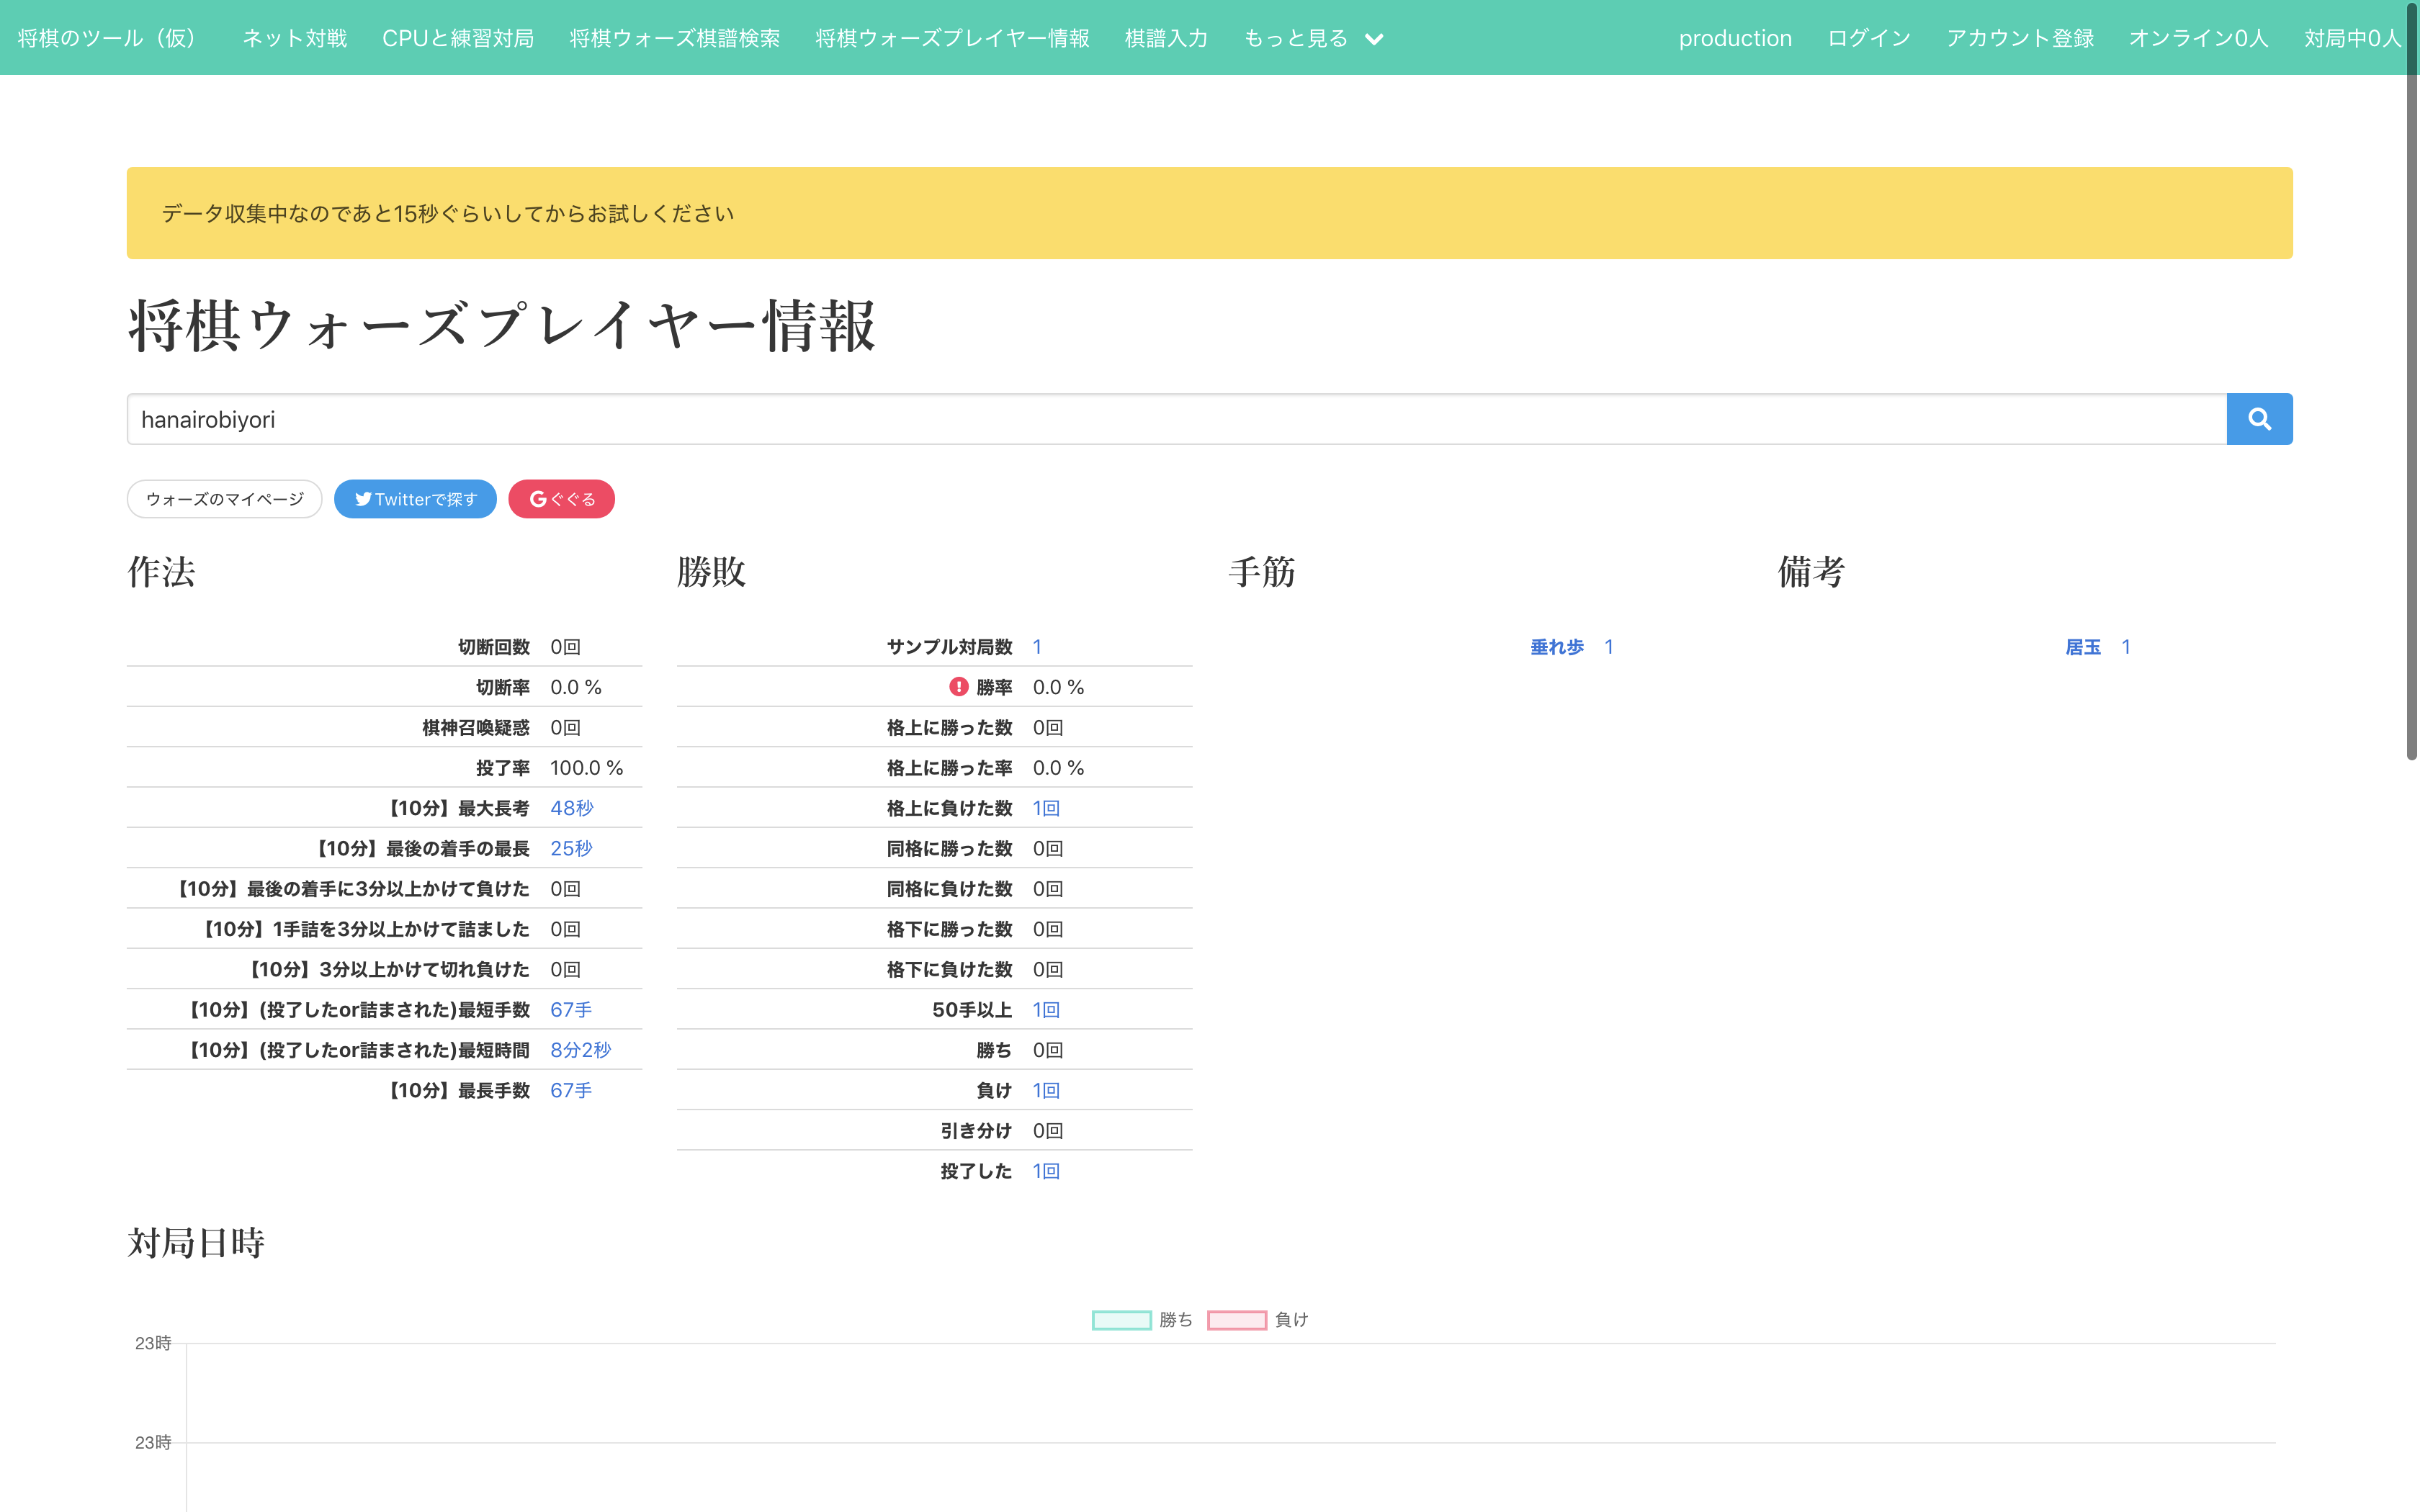 将棋のツール（仮） ネット対戦 CPUと練習対局 将棋ウォーズ棋譜検索 将棋ウォーズプレイヤー情報 棋譜入力 もっと見る production ログイン アカウント登録 オンライン0人 対局中0人
データ収集中なのであと15秒ぐらいしてからお試しください
将棋ウォーズプレイヤー情報
hanairobiyori
ウォーズのマイページ Twitterで探す ぐぐる
作法
切断回数 0回
切断率 0.0 %
棋神召喚疑惑 0回
投了率 100.0 %
【10分】最大長考 48秒
【10分】最後の着手の最長 25秒
【10分】最後の着手に3分以上かけて負けた 0回
【10分】1手詰を3分以上かけて詰ました 0回
【10分】3分以上かけて切れ負けた 0回
【10分】(投了したor詰まされた)最短手数 67手
【10分】(投了したor詰まされた)最短時間 8分2秒
【10分】最長手数 67手
勝敗
サンプル対局数 1
勝率 0.0 %
格上に勝った数 0回
格上に勝った率 0.0 %
格上に負けた数 1回
同格に勝った数 0回
同格に負けた数 0回
格下に勝った数 0回
格下に負けた数 0回
50手以上 1回
勝ち 0回
負け 1回
引き分け 0回
投了した 1回
手筋
垂れ歩 1
備考
居玉 1
対局日時
勝ち 負け
23時
23時